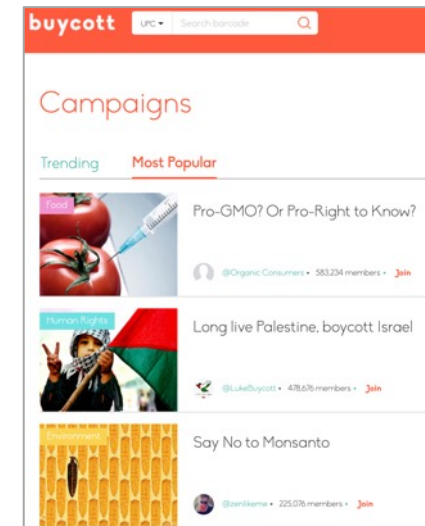 buycott UPC Search barcode
Campaigns
Trending Most Popular
Food
Pro-GMO? Or Pro-Right to Know?
@Organic Consumers • 583,234 members • Join
Human Rights
Long live Palestine, boycott Israel
@LukeBuycott • 478,676 members • Join
Environment
Say No to Monsanto
@zenlikeme • 225,076 members • Join